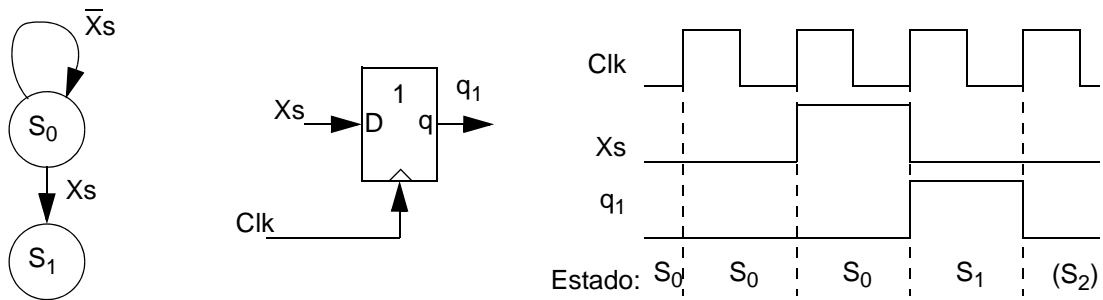 X̅s
S₀
Xs
S₁
Xs
1
D
q
q₁
Clk
Clk
Xs
q₁
Estado: S₀ S₀ S₀ S₁ (S₂)